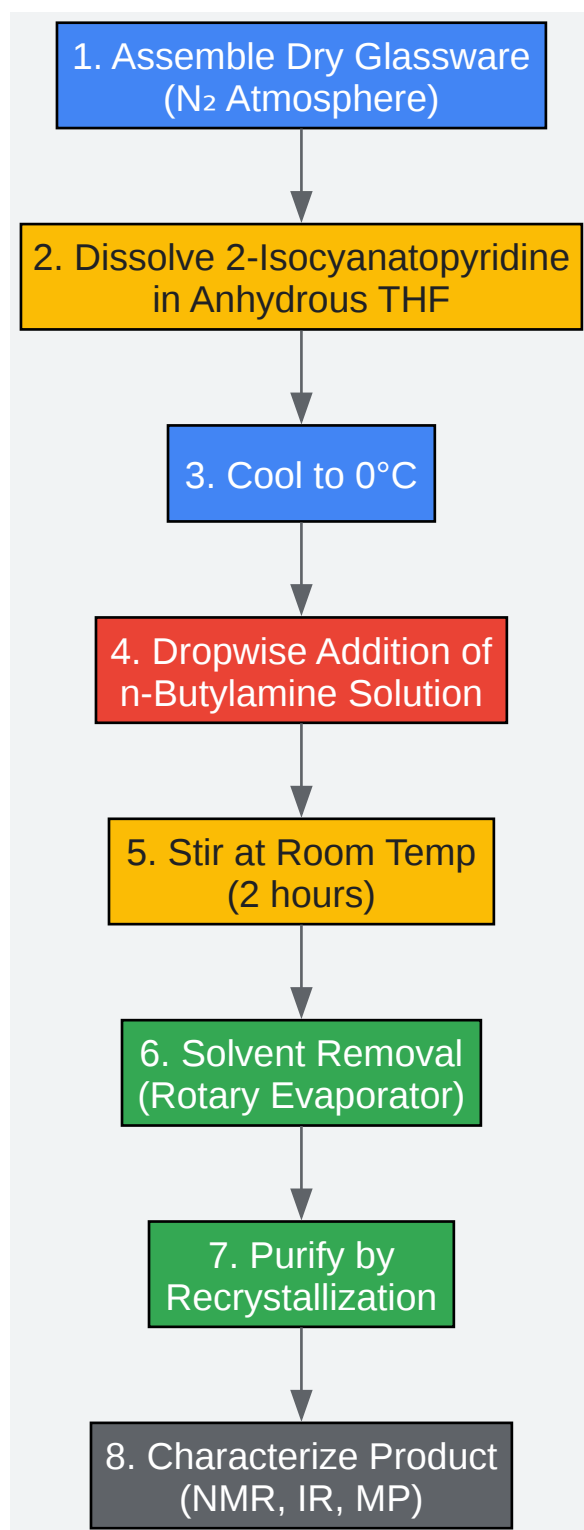 1. Assemble Dry Glassware
(N₂ Atmosphere)
2. Dissolve 2-Isocyanatopyridine
in Anhydrous THF
3. Cool to 0°C
4. Dropwise Addition of
n-Butylamine Solution
5. Stir at Room Temp
(2 hours)
6. Solvent Removal
(Rotary Evaporator)
7. Purify by
Recrystallization
8. Characterize Product
(NMR, IR, MP)